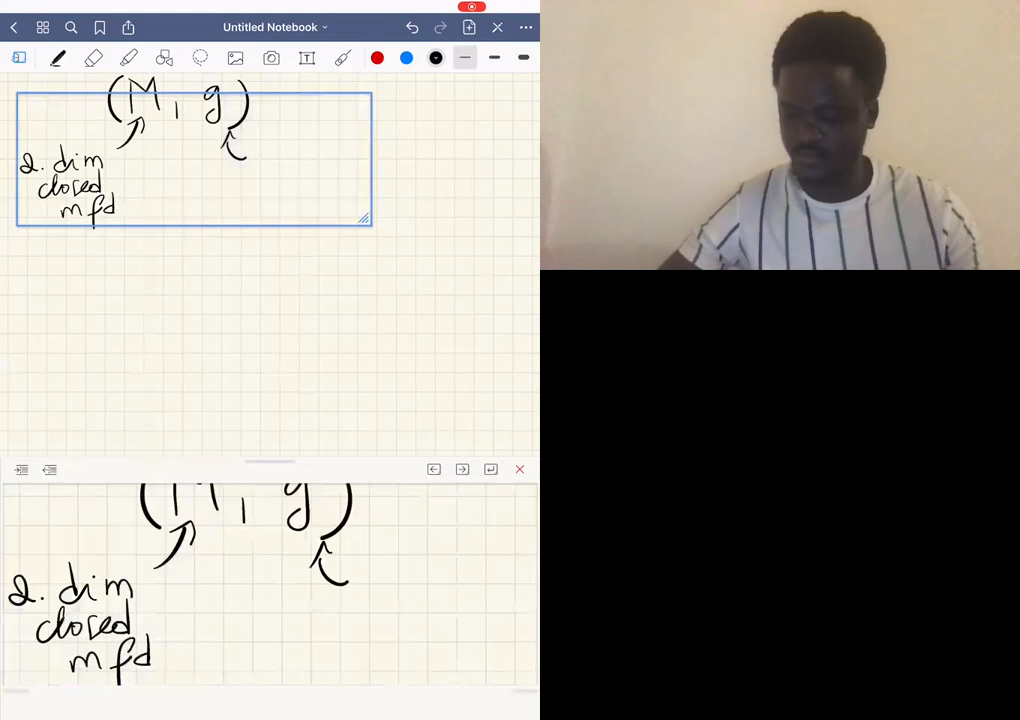 Untitled Notebook
(M, g)
2. dim
closed
mfd
(M, g)
2. dim
closed
mfd